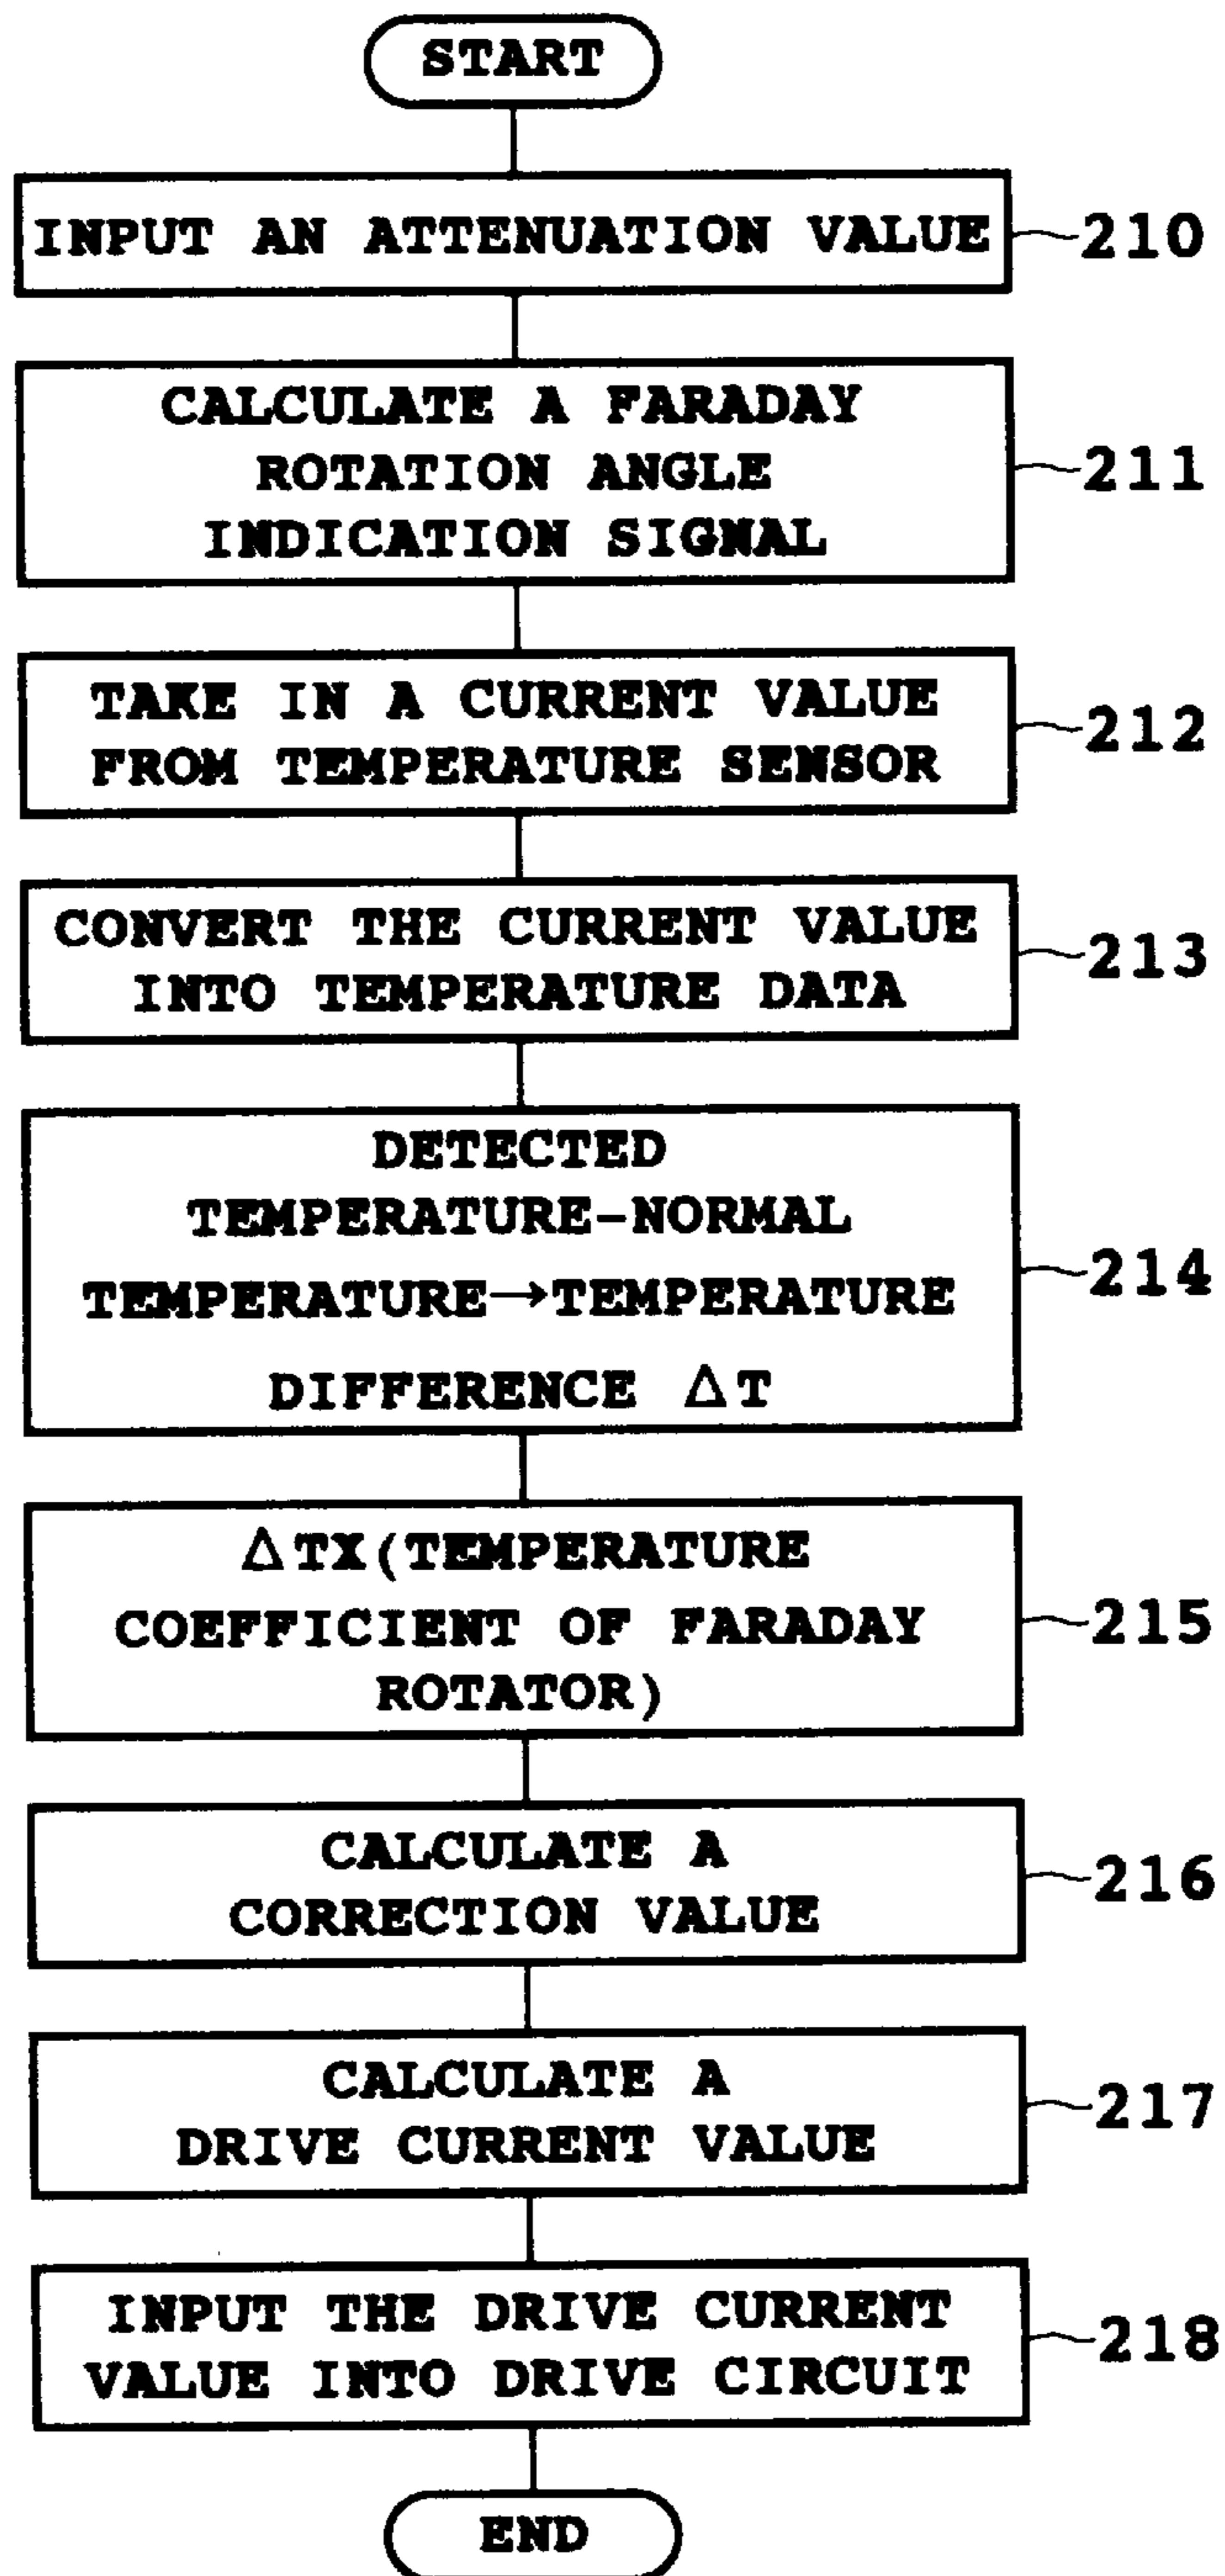 START
INPUT AN ATTENUATION VALUE
210
CALCULATE A FARADAY
ROTATION ANGLE
INDICATION SIGNAL
211
TAKE IN A CURRENT VALUE
FROM TEMPERATURE SENSOR
212
CONVERT THE CURRENT VALUE
INTO TEMPERATURE DATA
213
DETECTED
TEMPERATURE-NORMAL
TEMPERATURE→TEMPERATURE
DIFFERENCE ΔT
214
ΔTX(TEMPERATURE
COEFFICIENT OF FARADAY
ROTATOR)
215
CALCULATE A
CORRECTION VALUE
216
CALCULATE A
DRIVE CURRENT VALUE
217
INPUT THE DRIVE CURRENT
VALUE INTO DRIVE CIRCUIT
218
END